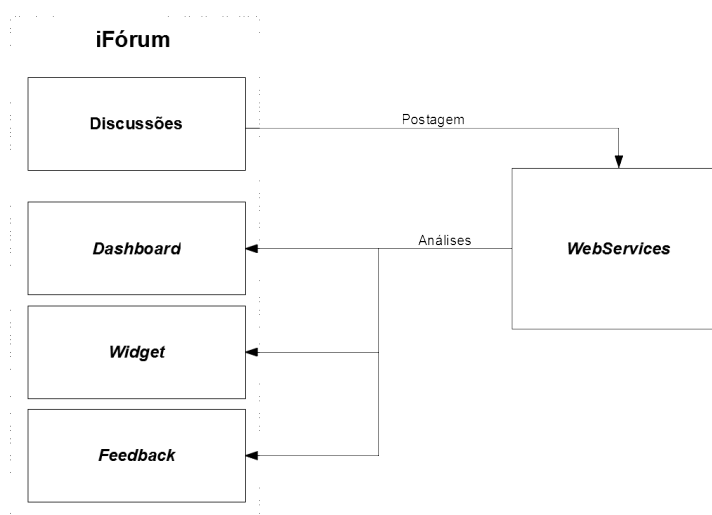 iFórum
Discussões
Postagem
Dashboard
Análises
WebServices
Widget
Feedback